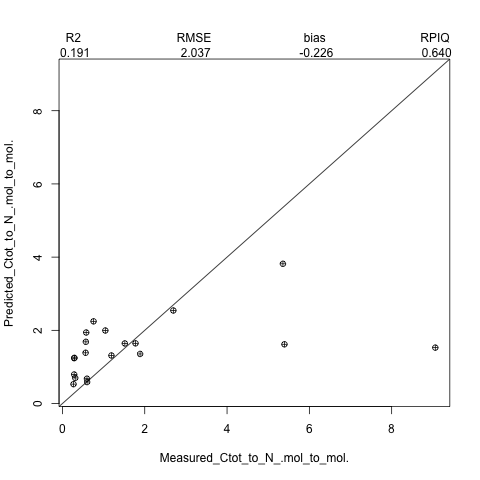 R2 RMSE bias RPIQ
0.191 2.037 -0.226 0.640
Predicted_Ctot_to_N_.mol_to_mol.
8
6
4
2
0
0 2 4 6 8
Measured_Ctot_to_N_.mol_to_mol.